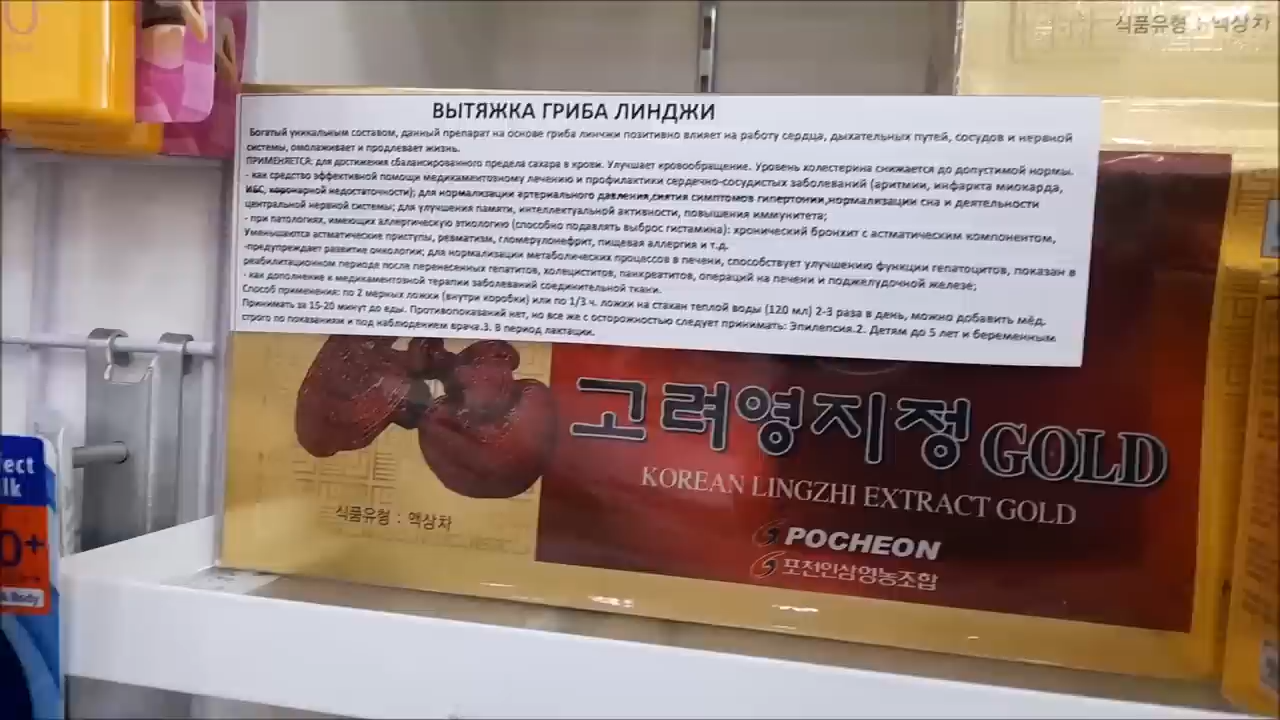 식품유형 : 액상차
ВЫТЯЖКА ГРИБА ЛИНДЖИ
Богатый уникальным составом, данный препарат на основе гриба линчжи позитивно влияет на работу сердца, дыхательных путей, сосудов и нервной
системы, омолаживает и продлевает жизнь.
ПРИМЕНЯЕТСЯ: для достижения сбалансированного предела сахара в крови. Улучшает кровообращение. Уровень холестерина снижается до допустимой нормы.
- как средство эффективной помощи медикаментозному лечению и профилактики сердечно-сосудистых заболеваний (аритмии, инфаркта миокарда,
ИБС, коронарной недостаточности); для нормализации артериального давления,снятия симптомов гипертонии,нормализации сна и деятельности
центральной нервной системы; для улучшения памяти, интеллектуальной активности, повышения иммунитета;
- при патологиях, имеющих аллергическую этиологию (способно подавлять выброс гистамина): хронический бронхит с астматическим компонентом,
Уменьшаются астматические приступы, ревматизм, гломерулонефрит, пищевая аллергия и т.д.
-предупреждает развитие онкологии; для нормализации метаболических процессов в печени, способствует улучшению функции гепатоцитов, показан в
реабилитационном периоде после перенесенных гепатитов, холециститов, панкреатитов, операций на печени и поджелудочной железе;
- как дополнение к медикаментозной терапии заболеваний соединительной ткани.
Способ применения: по 2 мерных ложки (внутри коробки) или по 1/3 ч. ложки на стакан теплой воды (120 мл) 2-3 раза в день, можно добавить мёд.
Принимать за 15-20 минут до еды. Противопоказаний нет, но все же с осторожностью следует принимать: Эпилепсия.2. Детям до 5 лет и беременным
строго по показаниям и под наблюдением врача.3. В период лактации.
고려영지정 GOLD
KOREAN LINGZHI EXTRACT GOLD
식품유형 : 액상차
POCHEON
포천인삼영농조합
0+
& Body